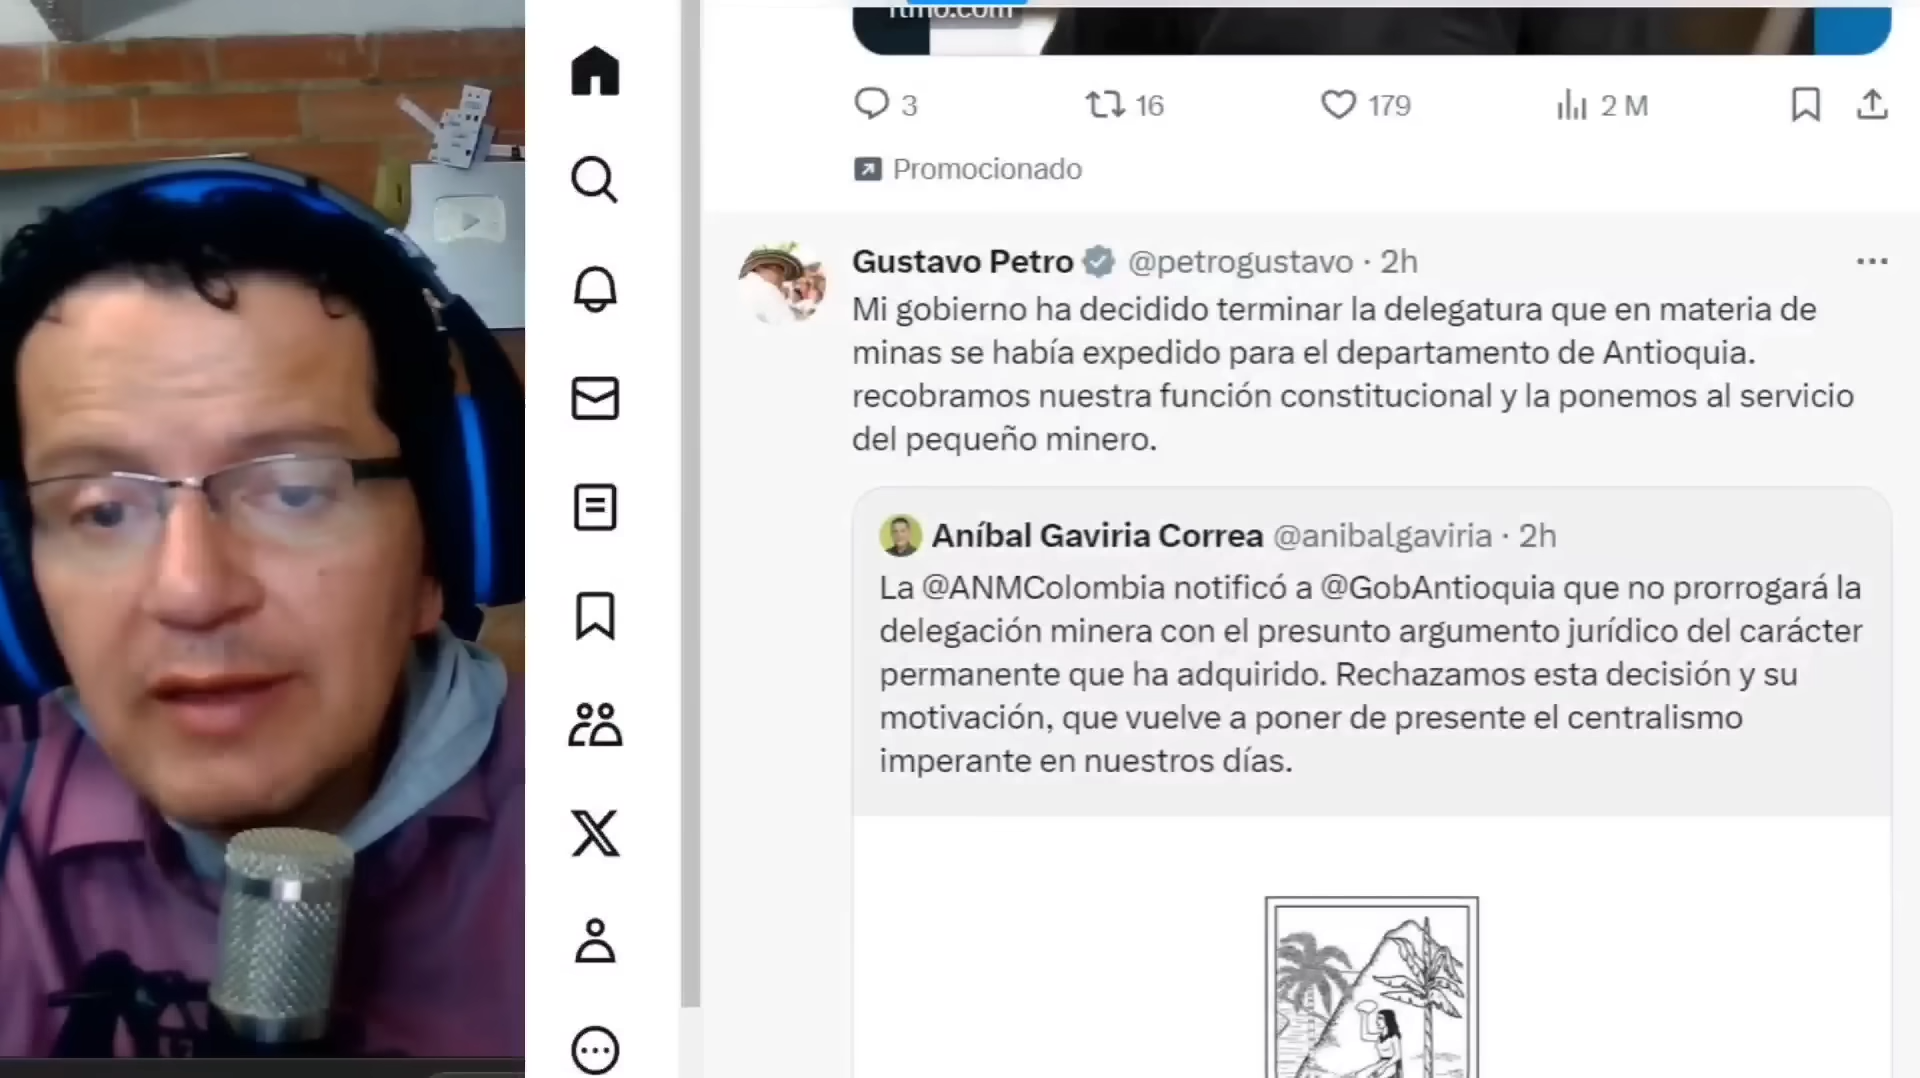 3
16
179
2 M
Promocionado
Gustavo Petro @petrogustavo · 2h
Mi gobierno ha decidido terminar la delegatura que en materia de
minas se había expedido para el departamento de Antioquia.
recobramos nuestra función constitucional y la ponemos al servicio
del pequeño minero.
Aníbal Gaviria Correa @anibalgaviria · 2h
La @ANMColombia notificó a @GobAntioquia que no prorrogará la
delegación minera con el presunto argumento jurídico del carácter
permanente que ha adquirido. Rechazamos esta decisión y su
motivación, que vuelve a poner de presente el centralismo
imperante en nuestros días.